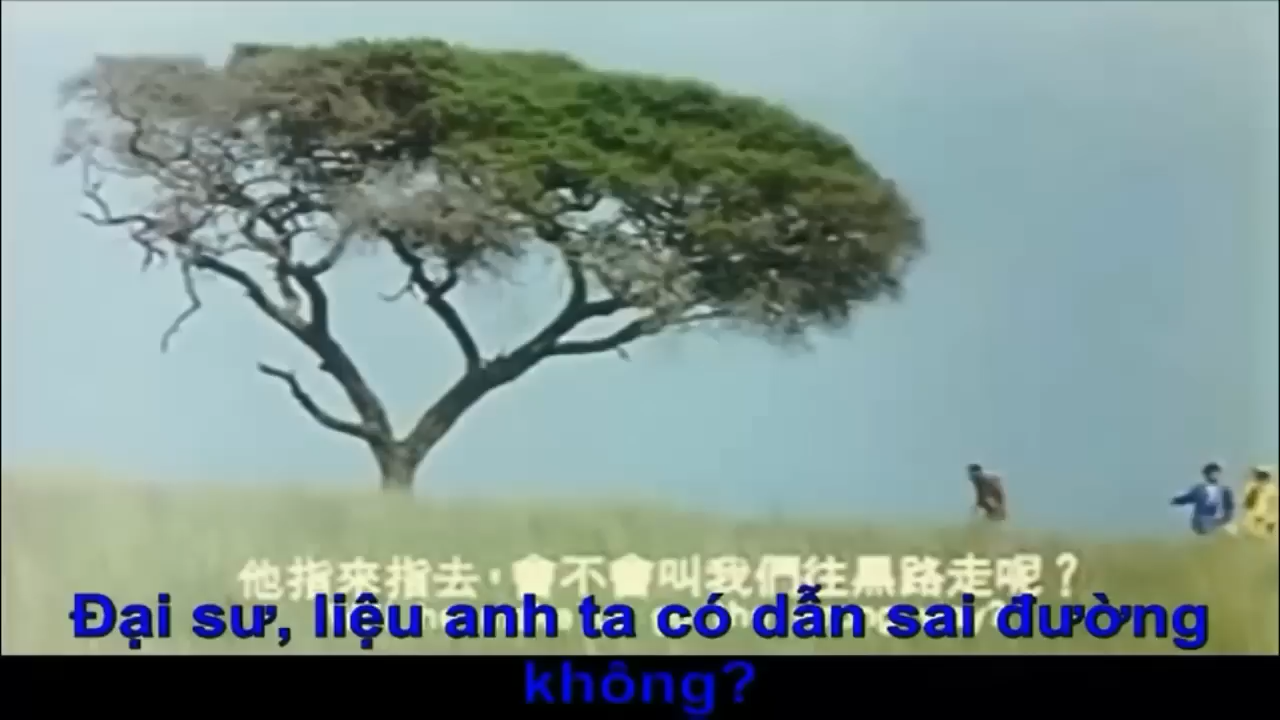 他指來指去，會不會叫我們往黑路走呢？
Đại sư, liệu anh ta có dẫn sai đường
không?